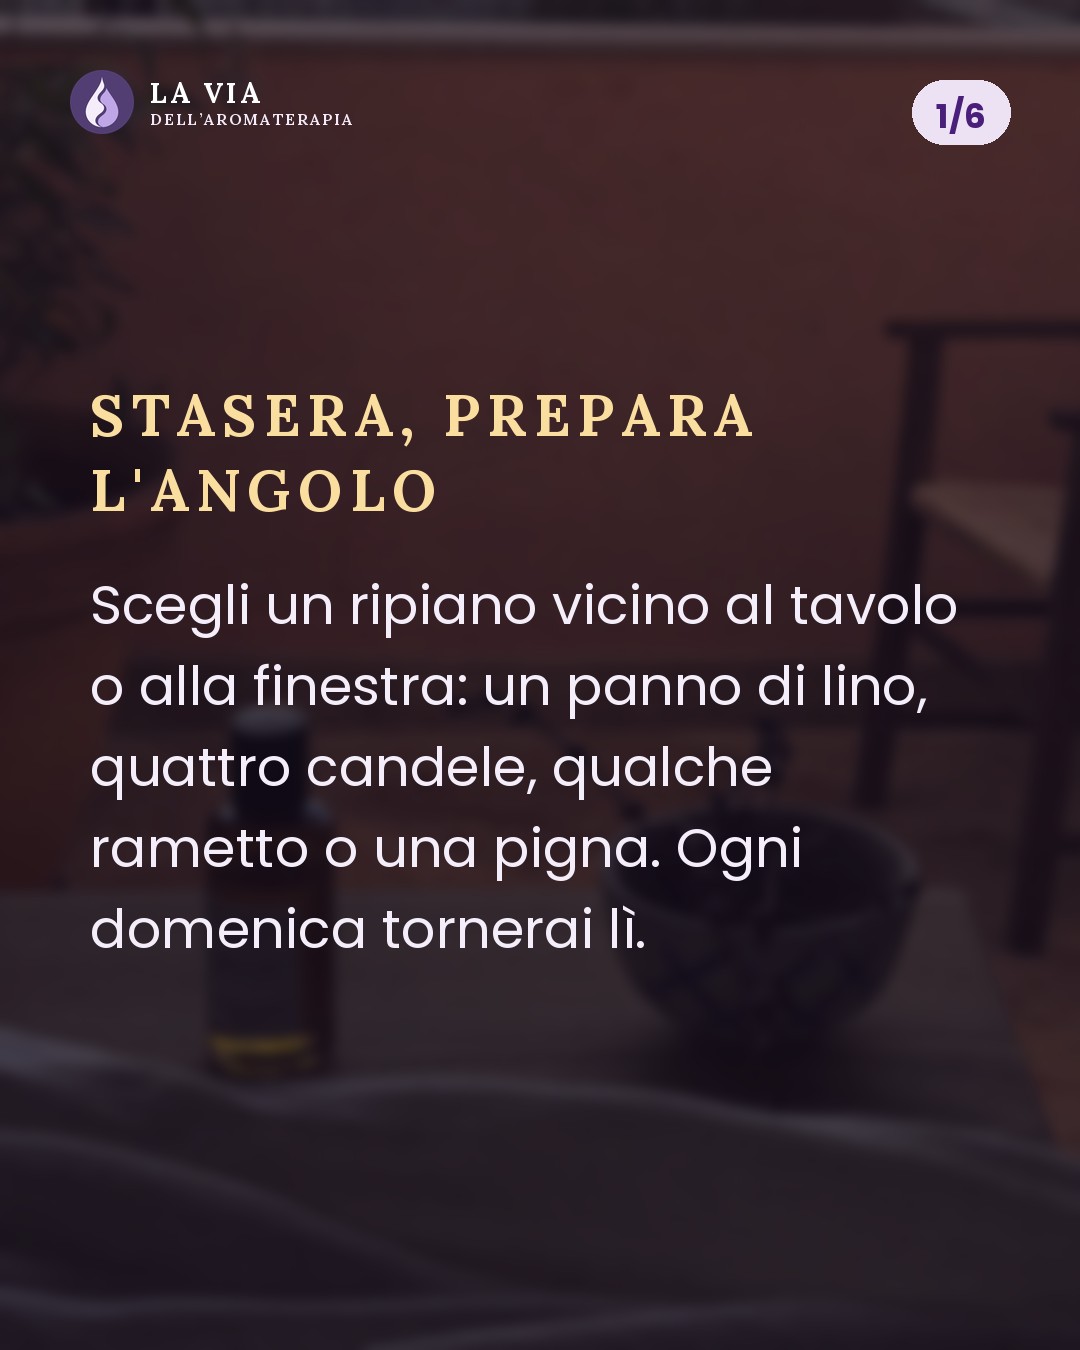 LA VIA
DELL'AROMATERAPIA
1/6
STASERA, PREPARA
L'ANGOLO
Scegli un ripiano vicino al tavolo
o alla finestra: un panno di lino,
quattro candele, qualche
rametto o una pigna. Ogni
domenica tornerai lì.